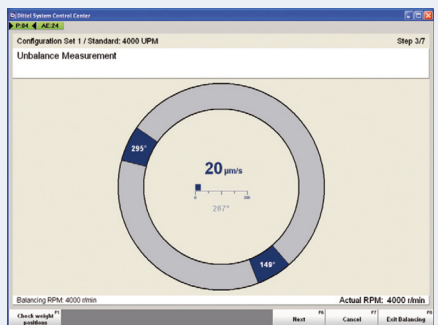 Dittel System Control Center
P:04 AE:24
Configuration Set 1 / Standard: 4000 UPM Step 3/7
Unbalance Measurement
295°
20 µm/s
287°
149°
Balancing RPM: 4000 r/min Actual RPM: 4000 r/min
Check weight positions F1 Next F6 Cancel F7 Exit Balancing F8